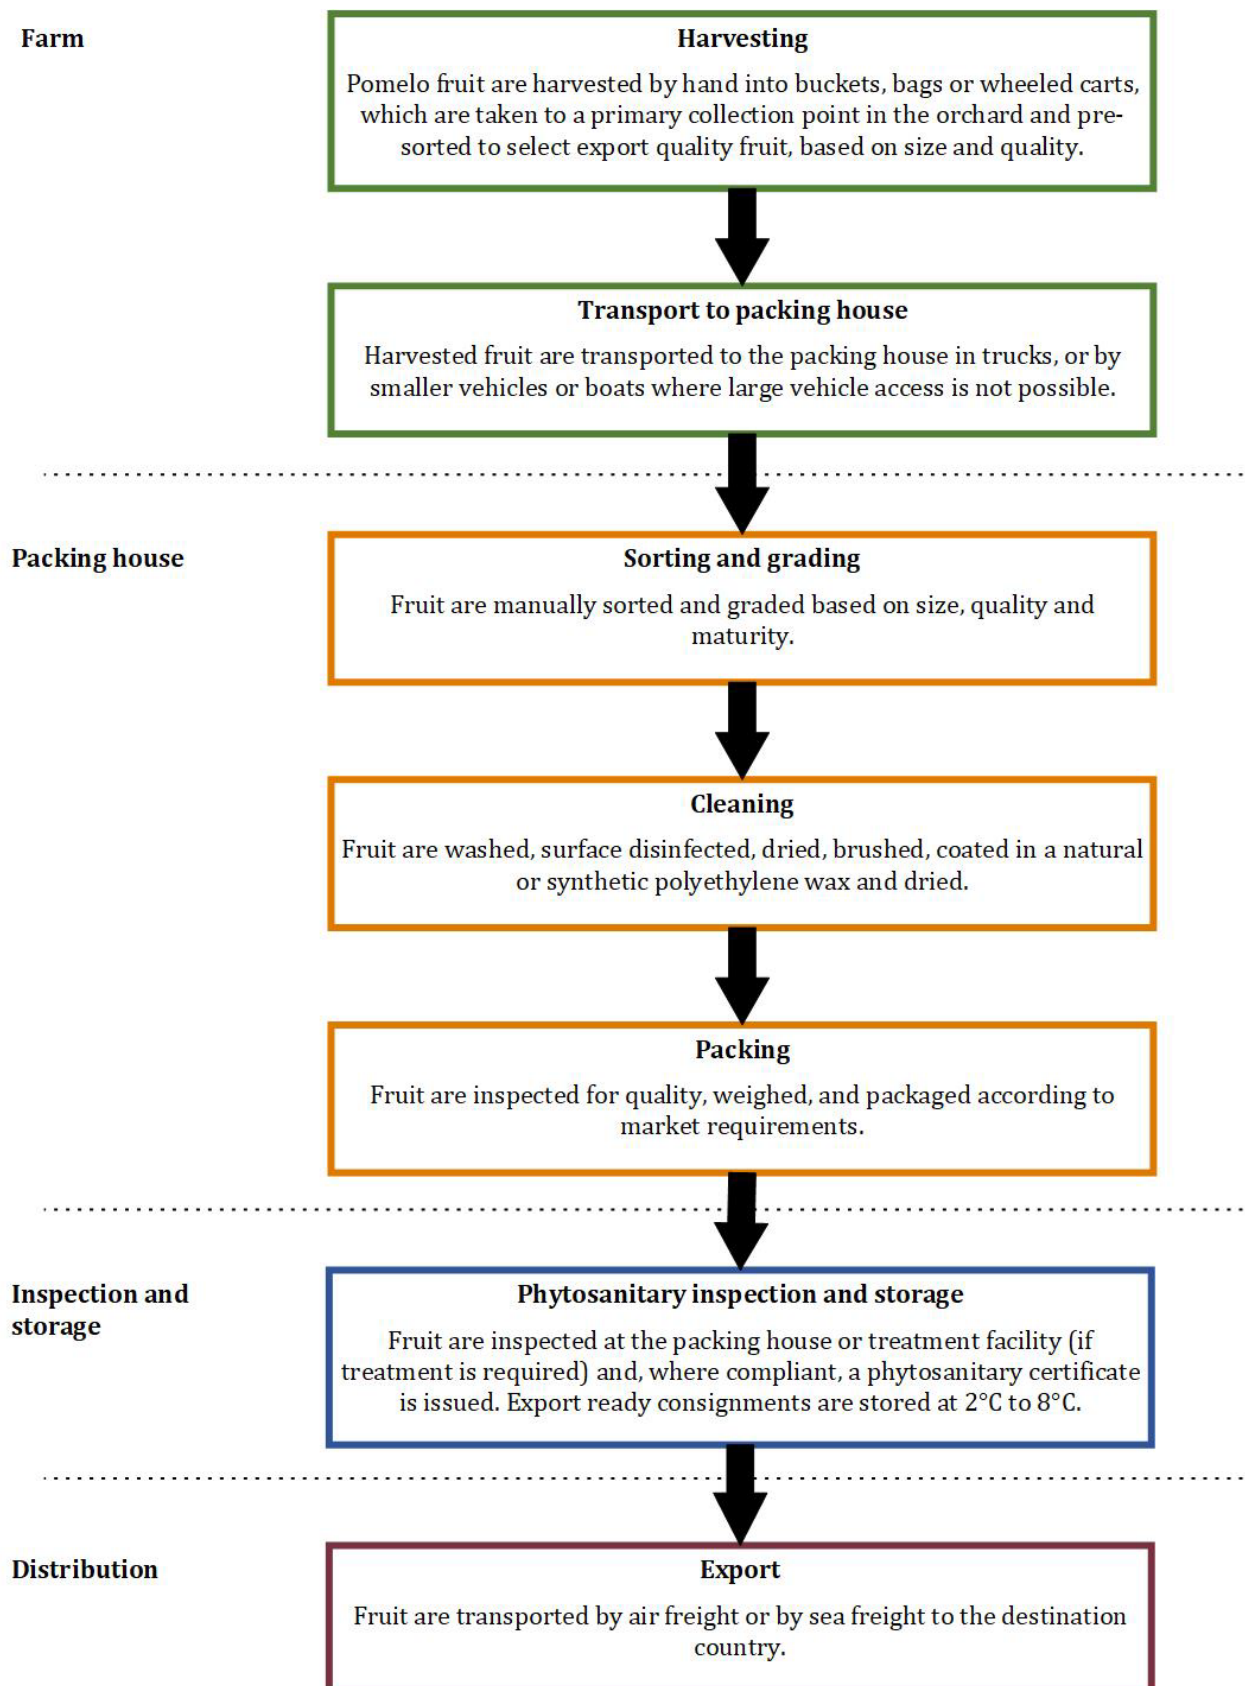 Farm
Harvesting
Pomelo fruit are harvested by hand into buckets, bags or wheeled carts,
which are taken to a primary collection point in the orchard and pre-
sorted to select export quality fruit, based on size and quality.
Transport to packing house
Harvested fruit are transported to the packing house in trucks, or by
smaller vehicles or boats where large vehicle access is not possible.
Packing house
Sorting and grading
Fruit are manually sorted and graded based on size, quality and
maturity.
Cleaning
Fruit are washed, surface disinfected, dried, brushed, coated in a natural
or synthetic polyethylene wax and dried.
Packing
Fruit are inspected for quality, weighed, and packaged according to
market requirements.
Inspection and
storage
Phytosanitary inspection and storage
Fruit are inspected at the packing house or treatment facility (if
treatment is required) and, where compliant, a phytosanitary certificate
is issued. Export ready consignments are stored at 2°C to 8°C.
Distribution
Export
Fruit are transported by air freight or by sea freight to the destination
country.